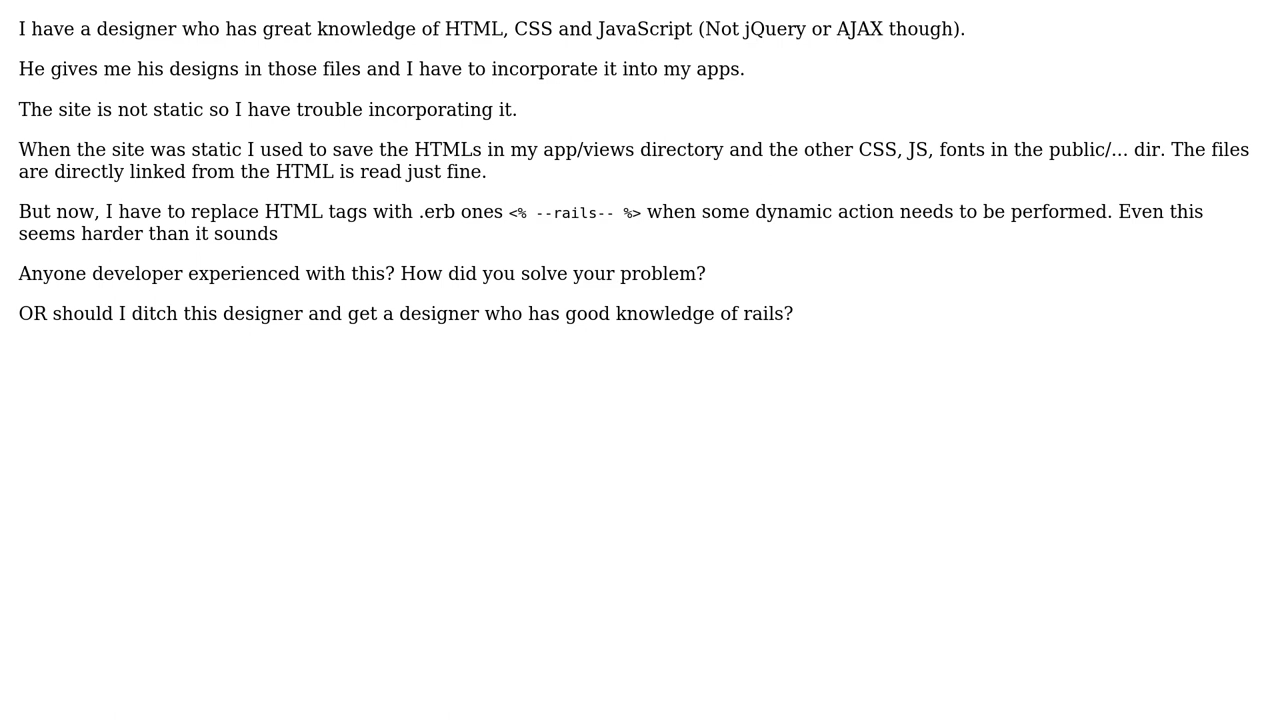 I have a designer who has great knowledge of HTML, CSS and JavaScript (Not jQuery or AJAX though).
He gives me his designs in those files and I have to incorporate it into my apps.
The site is not static so I have trouble incorporating it.
When the site was static I used to save the HTMLs in my app/views directory and the other CSS, JS, fonts in the public/... dir. The files
are directly linked from the HTML is read just fine.
But now, I have to replace HTML tags with .erb ones <% --rails-- %> when some dynamic action needs to be performed. Even this
seems harder than it sounds
Anyone developer experienced with this? How did you solve your problem?
OR should I ditch this designer and get a designer who has good knowledge of rails?